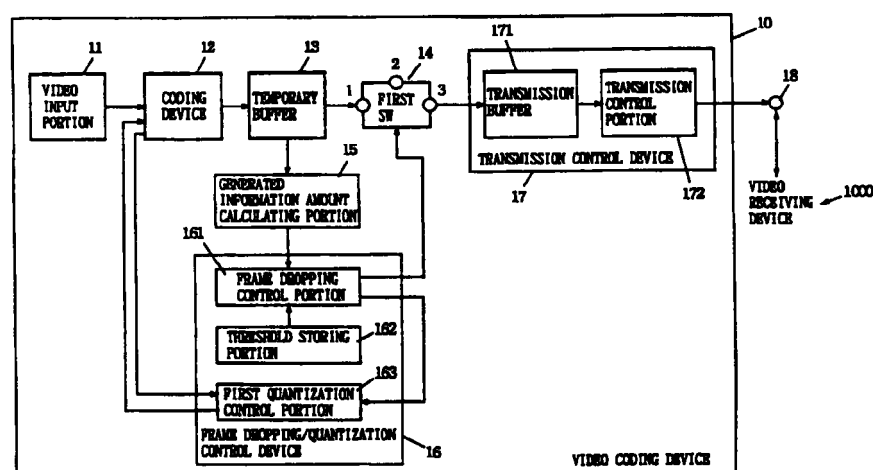 10
11
12
13
2
14
171
18
VIDEO
INPUT
PORTION
CODING
DEVICE
TEMPORARY
BUFFER
1
FIRST
SW
3
TRANSMISSION
BUFFER
TRANSMISSION
CONTROL
PORTION
TRANSMISSION CONTROL DEVICE
17
172
15
GENERATED
INFORMATION AMOUNT
CALCULATING PORTION
VIDEO
RECEIVING
DEVICE
1000
161
FRAME DROPPING
CONTROL PORTION
THRESHOLD STORING
PORTION
162
163
FIRST QUANTIZATION
CONTROL PORTION
FRAME DROPPING/QUANTIZATION
CONTROL DEVICE
16
VIDEO CODING DEVICE